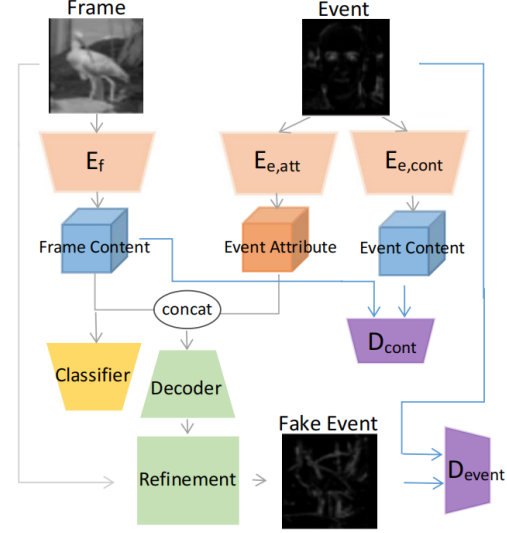 Frame
Event
Ef
Ee,att
Ee,cont
Frame Content
Event Attribute
Event Content
concat
Dcont
Classifier
Decoder
Fake Event
Refinement
Devent